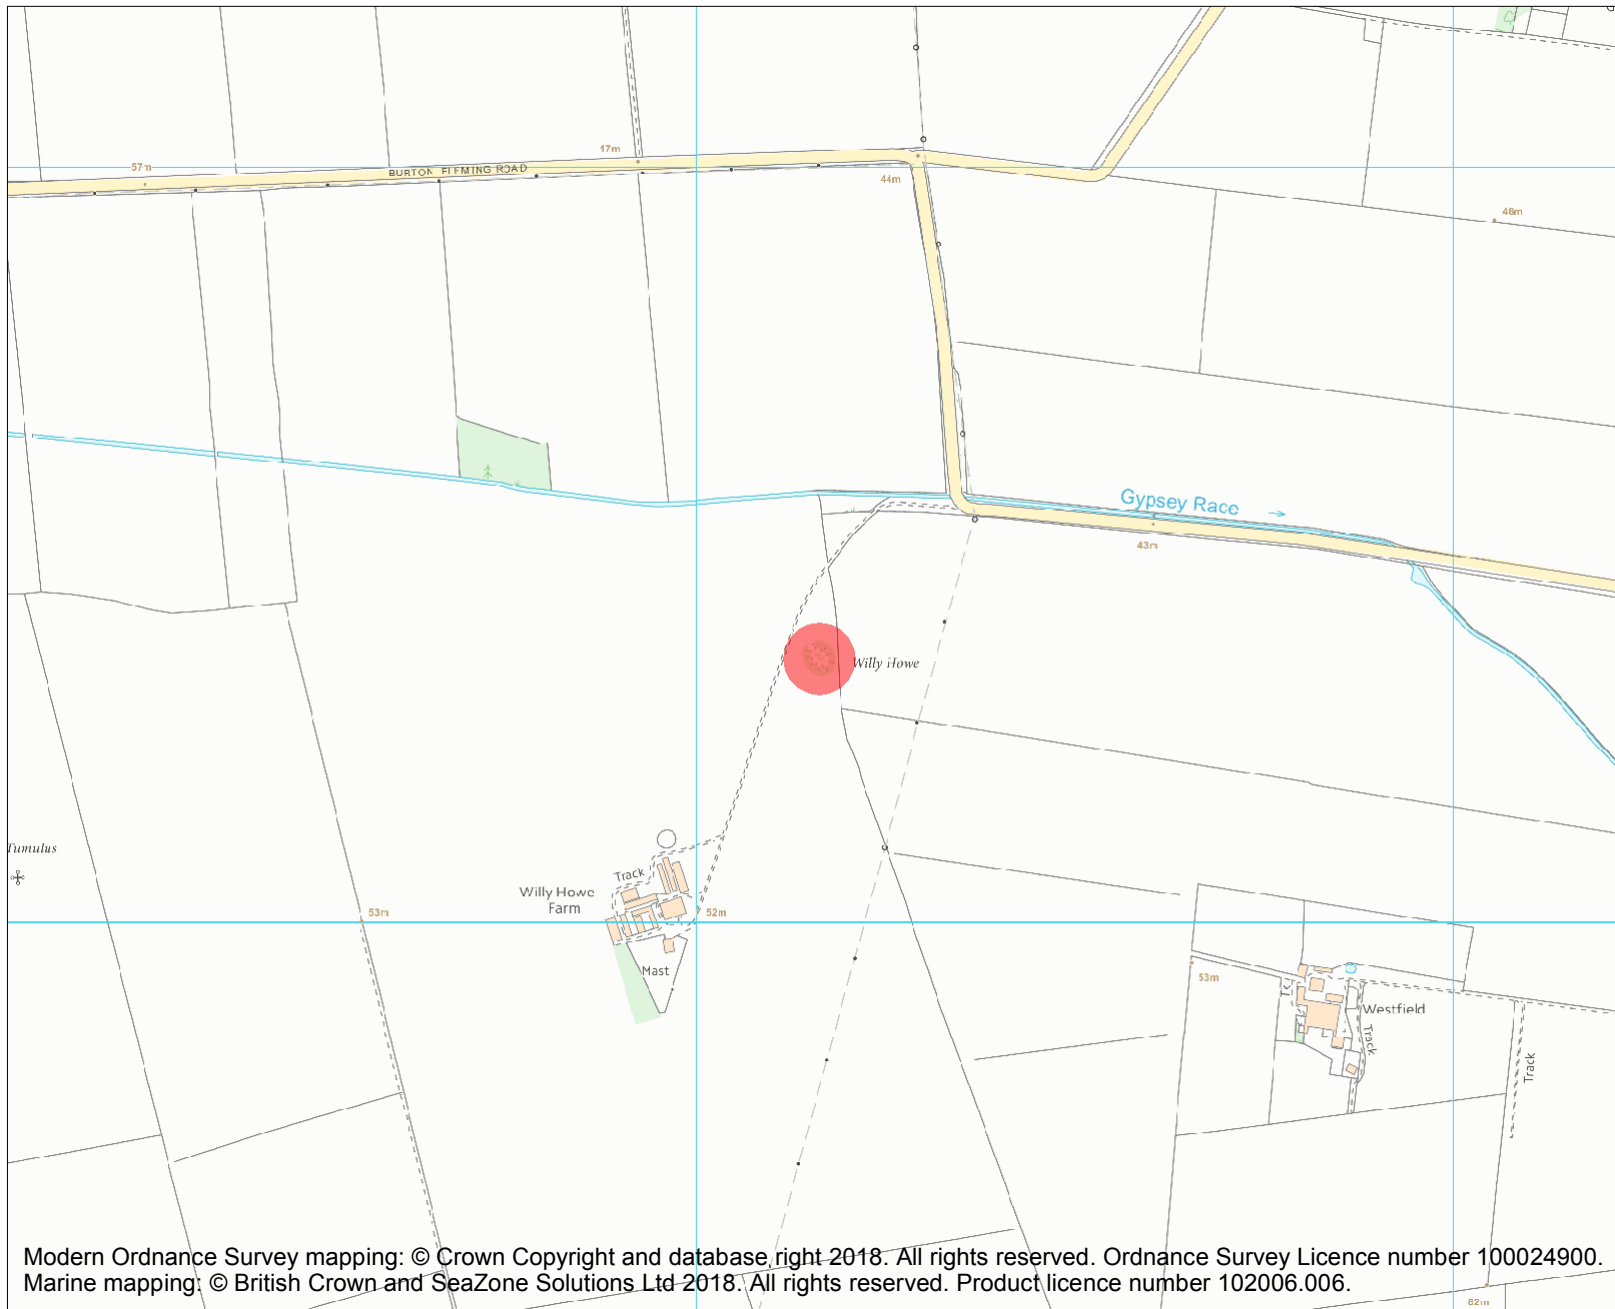 57m
17m
BURTON FLEMING ROAD
44m
46m
Gypsey Race
43m
Willy Howe
Tumulus
Track
Willy Howe
Farm
53m
52m
Mast
53m
Westfield
Track
Track
62m
Modern Ordnance Survey mapping: © Crown Copyright and database right 2018. All rights reserved. Ordnance Survey Licence number 100024900.
Marine mapping: © British Crown and SeaZone Solutions Ltd 2018. All rights reserved. Product licence number 102006.006.